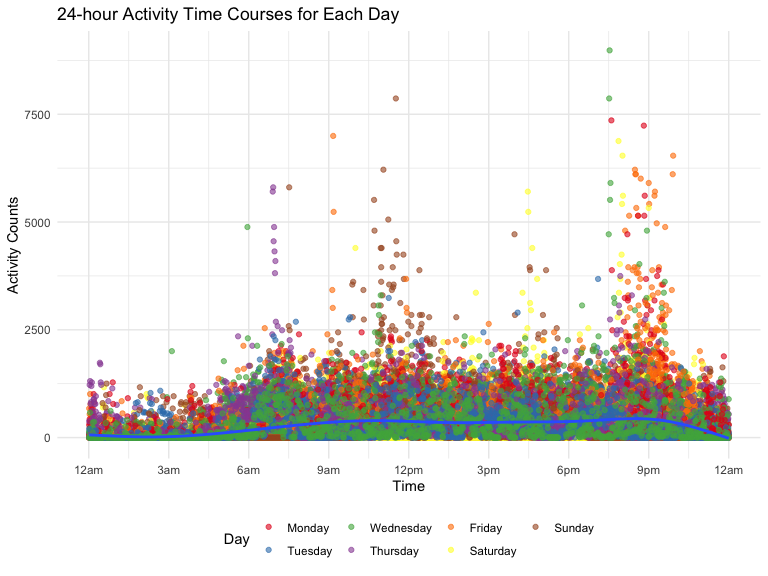 24-hour Activity Time Courses for Each Day
Activity Counts
7500
5000
2500
0
12am 3am 6am 9am 12pm 3pm 6pm 9pm 12am
Time
Day
Monday Wednesday Friday Sunday
Tuesday Thursday Saturday